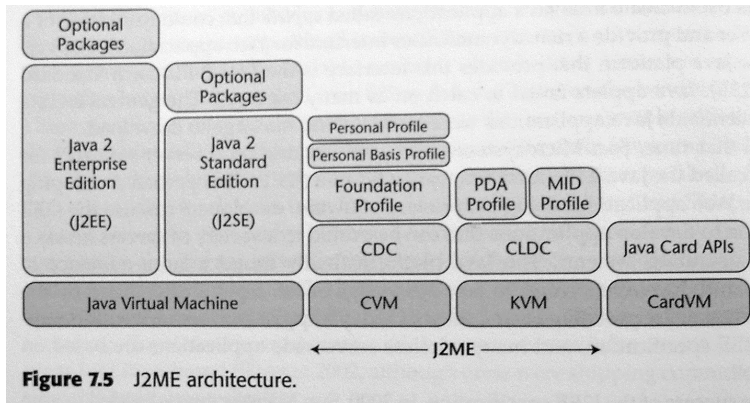 Optional
Packages
Java 2
Enterprise
Edition
(J2EE)
Optional
Packages
Java 2
Standard
Edition
(J2SE)
Personal Profile
Personal Basis Profile
Foundation
Profile
PDA
Profile
MID
Profile
CDC
CLDC
Java Card APIs
Java Virtual Machine
CVM
KVM
CardVM
J2ME
Figure 7.5 J2ME architecture.